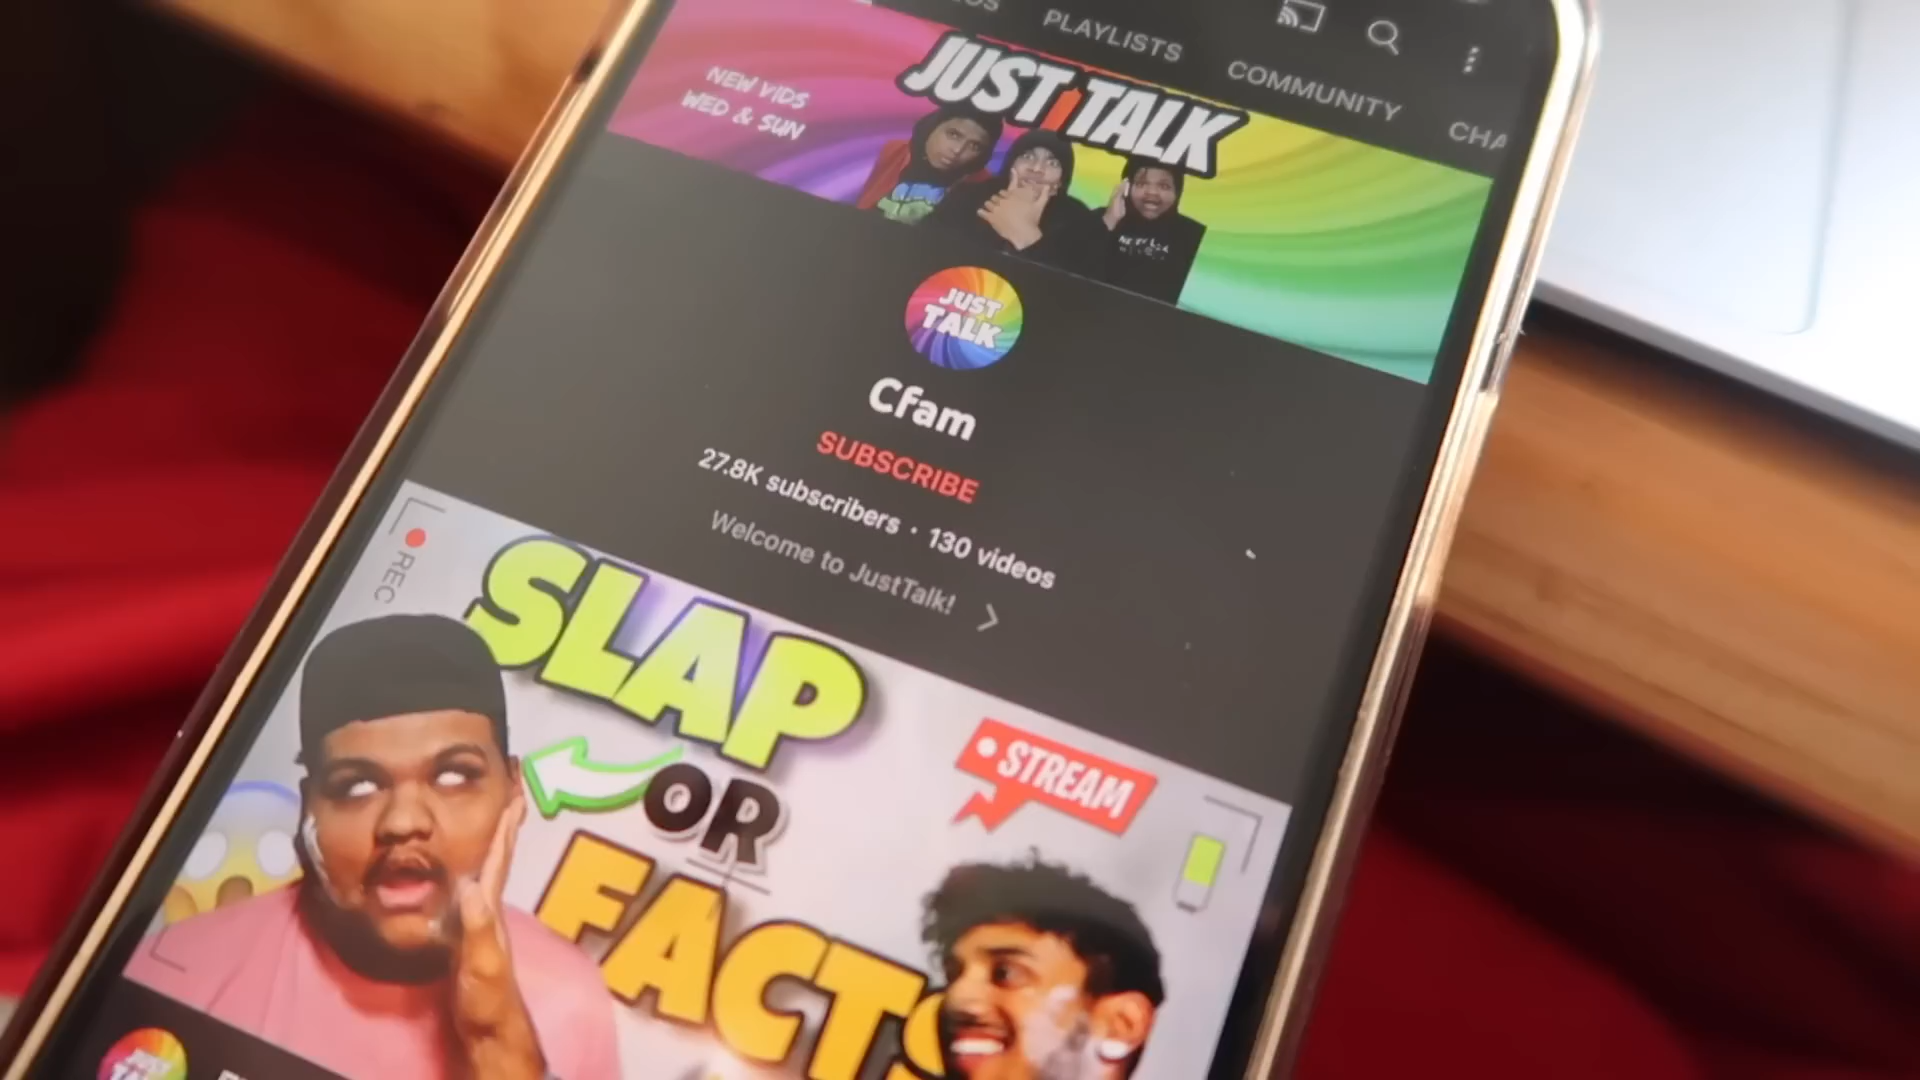 PLAYLISTS
COMMUNITY
NEW VIDS
WED & SUN
JUST TALK
JUST
TALK
Cfam
SUBSCRIBE
27.8K subscribers · 130 videos
Welcome to JustTalk!
REC
SLAP
OR
FACTS
STREAM
JUST